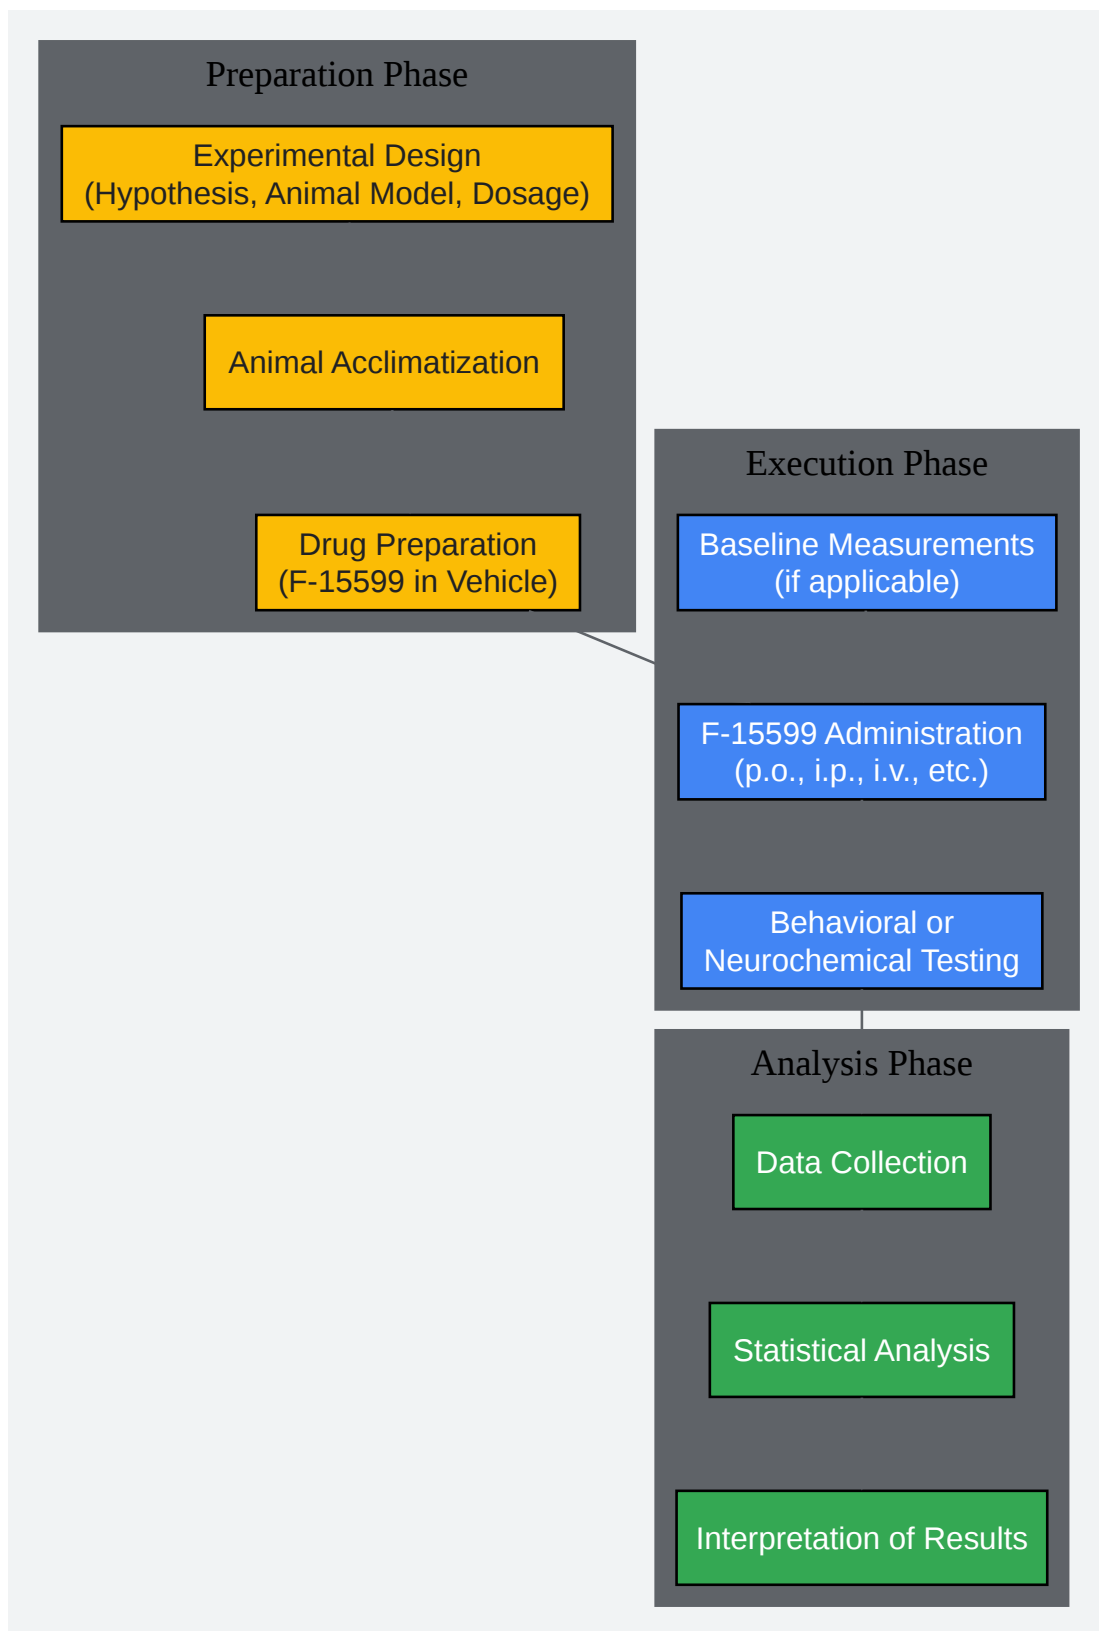 Preparation Phase
Experimental Design
(Hypothesis, Animal Model, Dosage)
Animal Acclimatization
Drug Preparation
(F-15599 in Vehicle)
Execution Phase
Baseline Measurements
(if applicable)
F-15599 Administration
(p.o., i.p., i.v., etc.)
Behavioral or
Neurochemical Testing
Analysis Phase
Data Collection
Statistical Analysis
Interpretation of Results